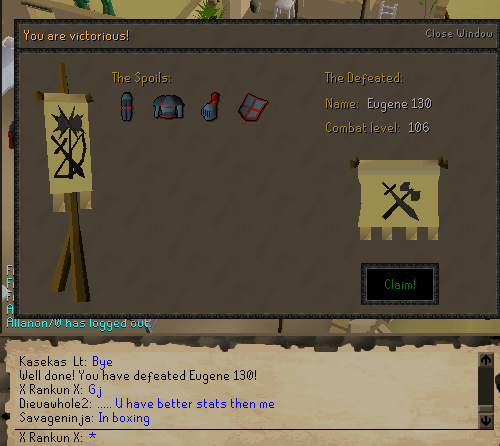 You are victorious!
Close Window
The Spoils:
The Defeated:
Name: Eugene 130
Combat level: 106
Claim!
has logged out.
Kasekas Lt: Bye
Well done! You have defeated Eugene 130!
X Rankun X: Gj
Dieuawhole2: ..... U have better stats then me
Savageninja: In boxing
X Rankun X: *